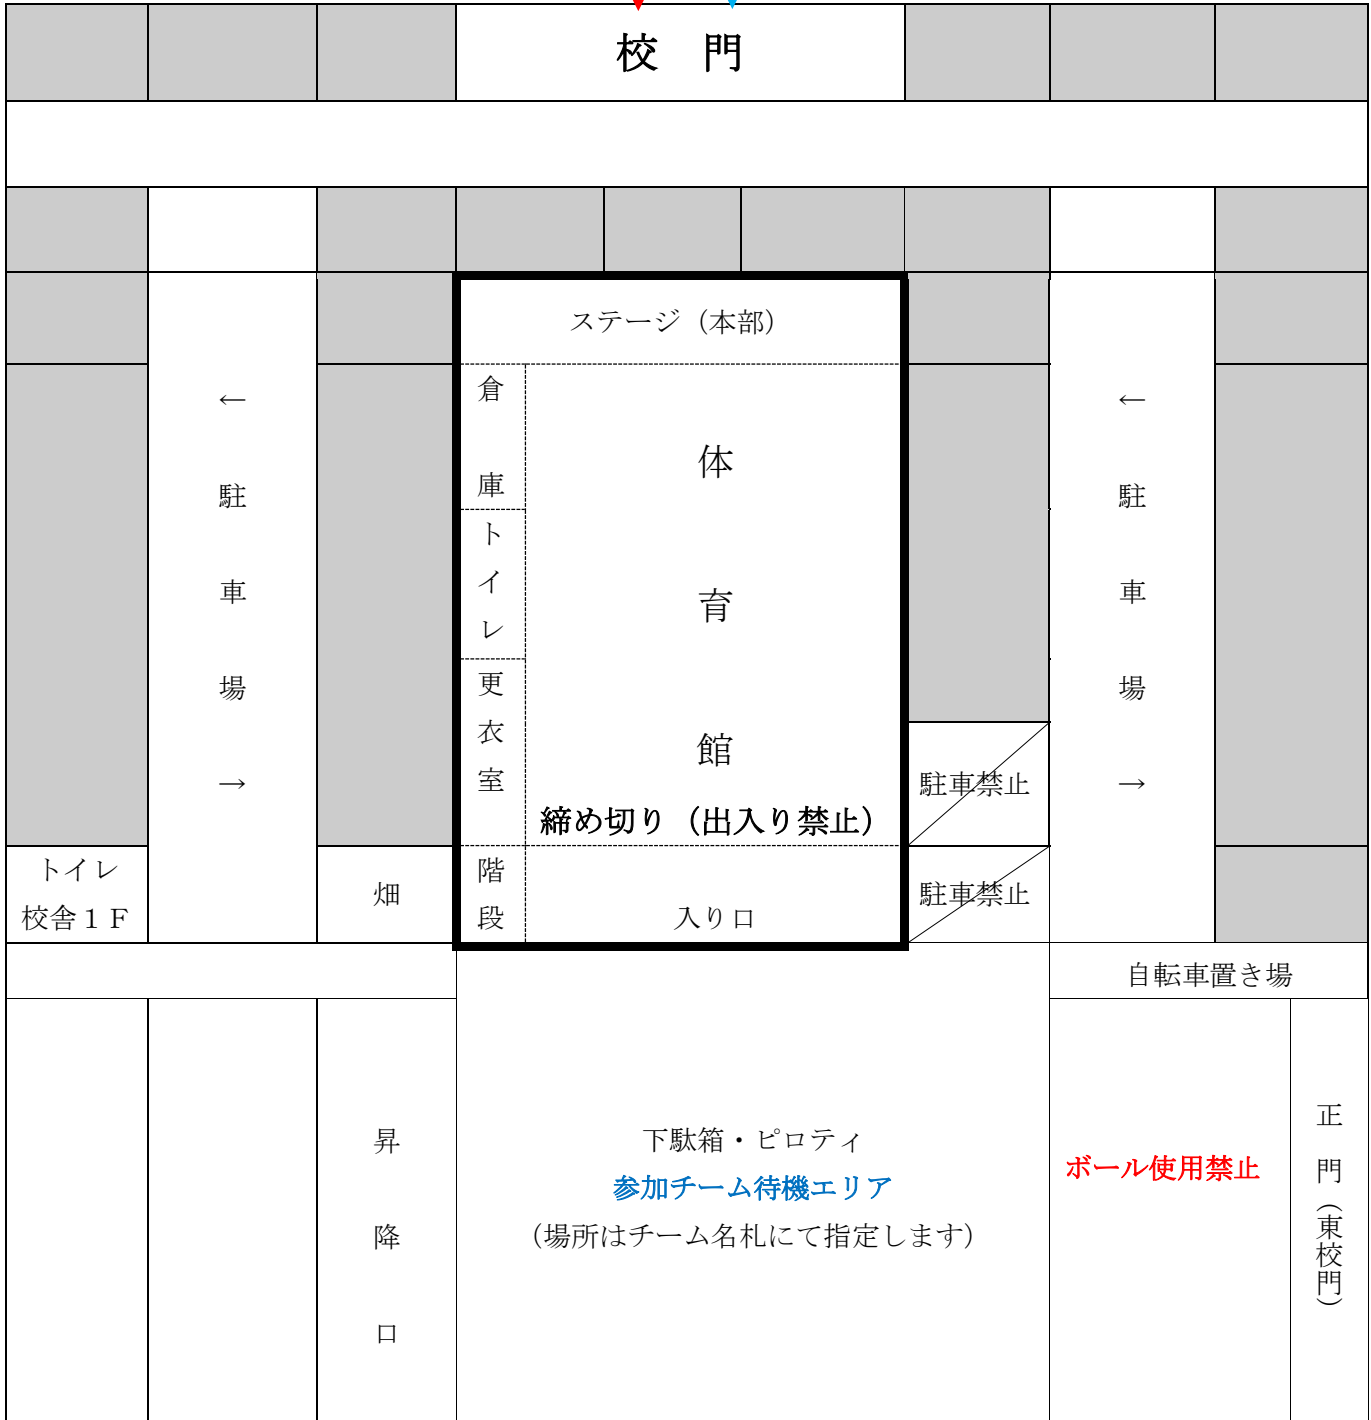 校　門
ステージ（本部）
倉庫
トイレ
更衣室
階段
体育館
締め切り（出入り禁止）
入り口
←駐車場→
←駐車場→
駐車禁止
駐車禁止
トイレ
校舎１Ｆ
畑
自転車置き場
昇降口
下駄箱・ピロティ
参加チーム待機エリア
（場所はチーム名札にて指定します）
ボール使用禁止
正門（東校門）